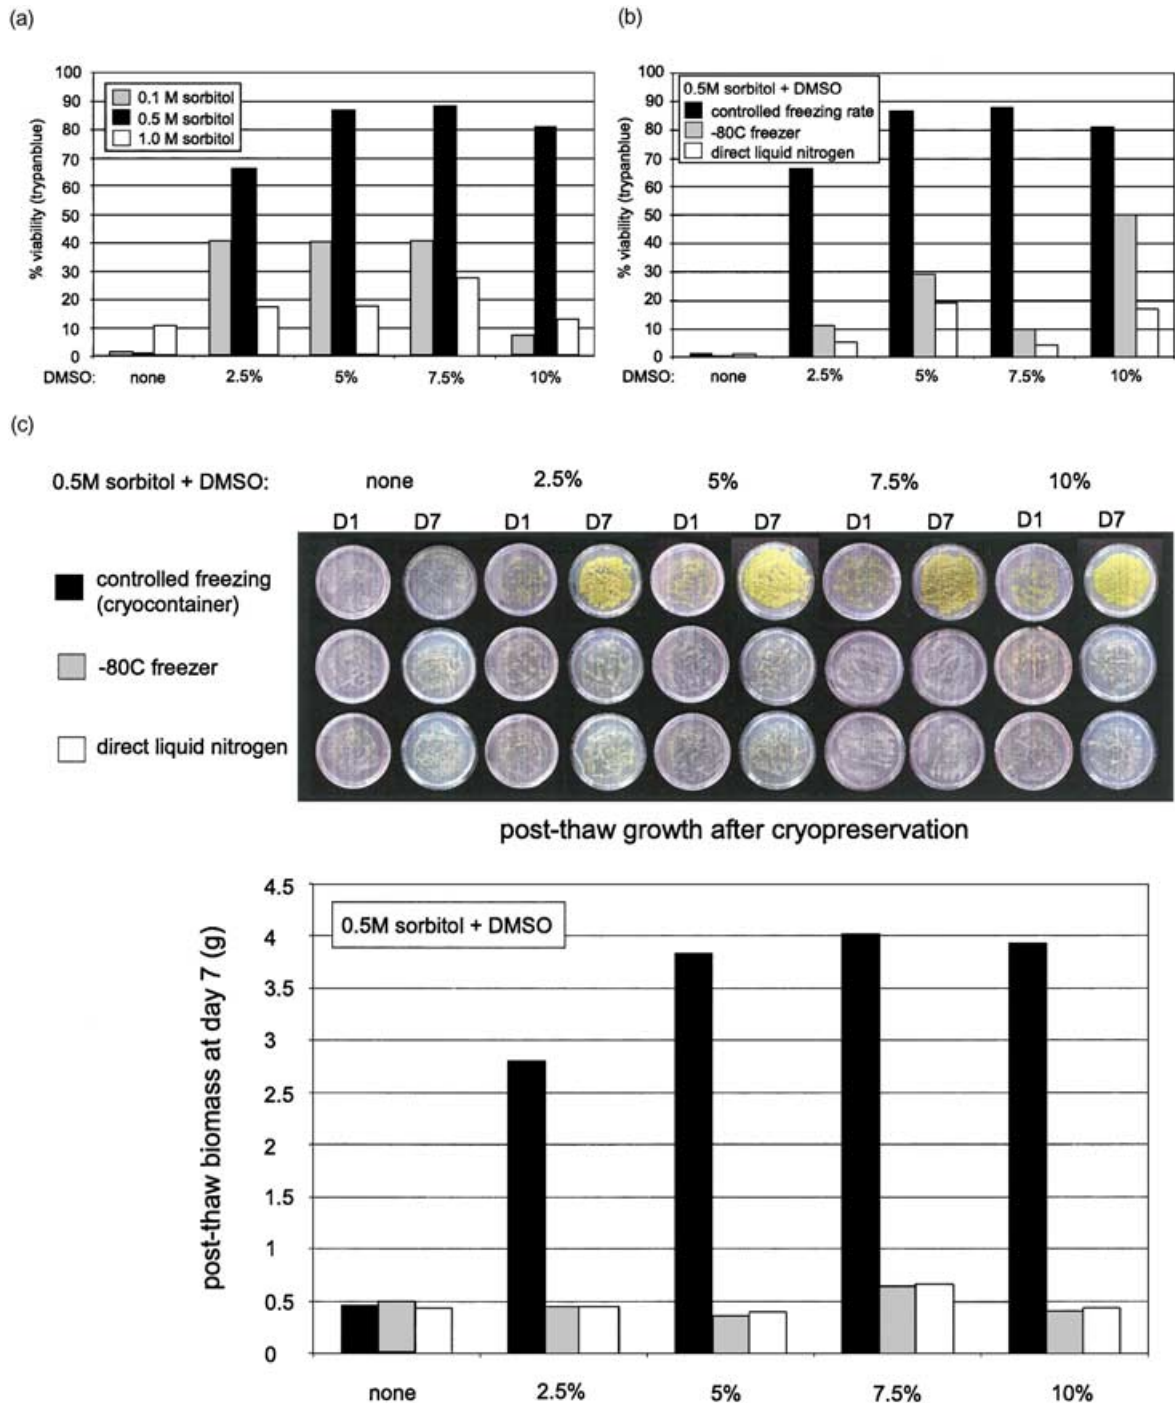 (a)
% viability (trypanblue)
100
90
80
70
60
50
40
30
20
10
0
0.1 M sorbitol
0.5 M sorbitol
1.0 M sorbitol
DMSO: none 2.5% 5% 7.5% 10%
(b)
% viability (trypanblue)
100
90
80
70
60
50
40
30
20
10
0
0.5M sorbitol + DMSO
controlled freezing rate
-80C freezer
direct liquid nitrogen
DMSO: none 2.5% 5% 7.5% 10%
(c)
0.5M sorbitol + DMSO: none 2.5% 5% 7.5% 10%
D1 D7 D1 D7 D1 D7 D1 D7 D1 D7
controlled freezing
(cryocontainer)
-80C freezer
direct liquid nitrogen
post-thaw growth after cryopreservation
post-thaw biomass at day 7 (g)
4.5
4
3.5
3
2.5
2
1.5
1
0.5
0
0.5M sorbitol + DMSO
none 2.5% 5% 7.5% 10%